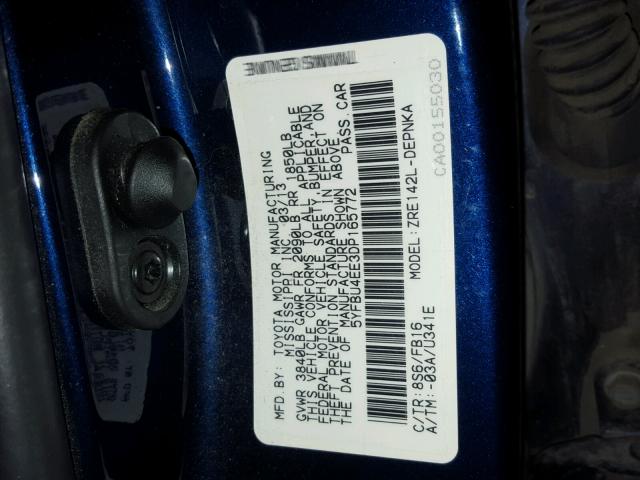 MFD. BY: TOYOTA MOTOR MANUFACTURING
MISSISSIPPI INC. 03/13
GVWR 3840LB GAWR FR 2090LB RR 1850LB
THIS VEHICLE CONFORMS TO ALL APPLICABLE
FEDERAL MOTOR VEHICLE SAFETY, BUMPER, AND
THEFT PREVENTION STANDARDS IN EFFECT ON
THE DATE OF MANUFACTURE SHOWN ABOVE.
5YFBU4EE3DP165772 PASS.CAR
C/TR:8S6/FB16 MODEL:ZRE142L-DEPNKA
A/TM:-03A/U341E
CA00155030